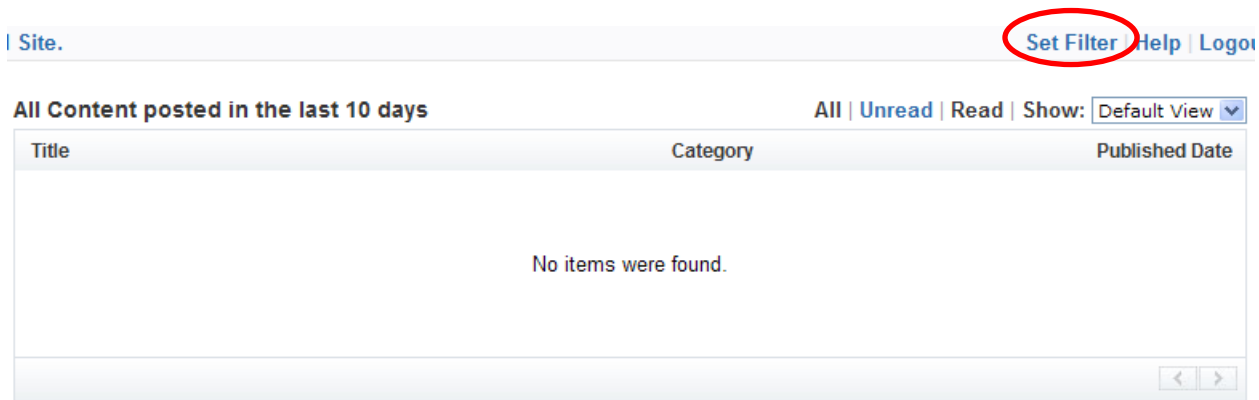 Site. Set Filter | Help | Logou
All Content posted in the last 10 days All | Unread | Read | Show: Default View
Title Category Published Date
No items were found.
< >